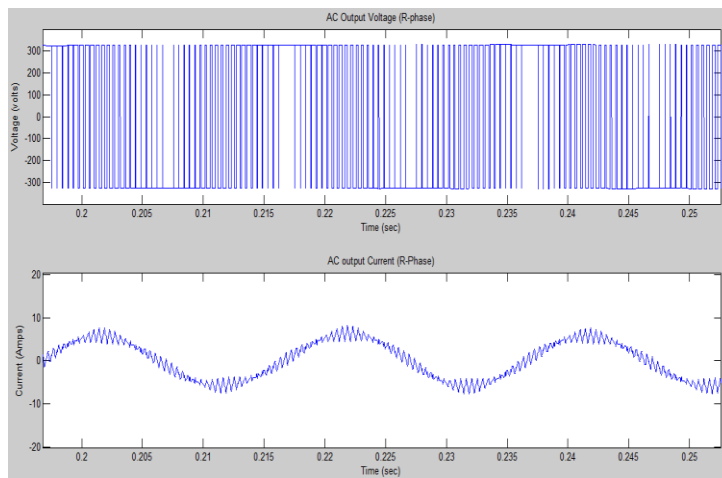 AC Output Voltage (R-phase)
300
200
100
0
-100
-200
-300
Voltage (volts)
0.2 0.205 0.21 0.215 0.22 0.225 0.23 0.235 0.24 0.245 0.25
Time (sec)
AC output Current (R-Phase)
20
10
0
-10
-20
Current (Amps)
0.2 0.205 0.21 0.215 0.22 0.225 0.23 0.235 0.24 0.245 0.25
Time (sec)